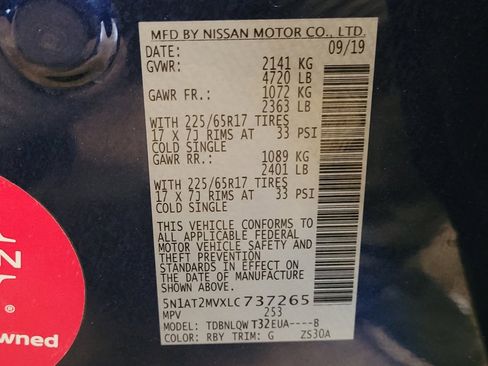 MFD BY NISSAN MOTOR CO., LTD.
DATE: 09/19
GVWR: 2141 KG
4720 LB
GAWR FR.: 1072 KG
2363 LB
WITH 225/65R17 TIRES
17 X 7J RIMS AT 33 PSI
COLD SINGLE
GAWR RR.: 1089 KG
2401 LB
WITH 225/65R17 TIRES
17 X 7J RIMS AT 33 PSI
COLD SINGLE
THIS VEHICLE CONFORMS TO
ALL APPLICABLE FEDERAL
MOTOR VEHICLE SAFETY AND
THEFT PREVENTION
STANDARDS IN EFFECT ON
THE DATE OF MANUFACTURE
SHOWN ABOVE.
5N1AT2MVXLC737265
MPV 253
MODEL: TDBNLQW T32EUA----B
COLOR: RBY TRIM: G ZS30A
®
wned